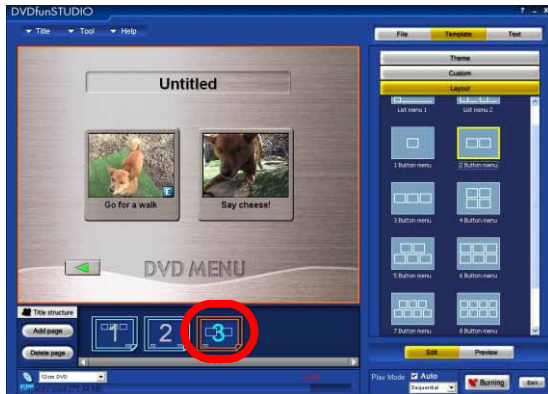 DVDfunSTUDIO
Title Tool Help
File Template Text
Theme
Custom
Layout
List menu 1 List menu 2
1 Button menu 2 Button menu
3 Button menu 4 Button menu
5 Button menu 6 Button menu
7 Button menu 8 Button menu
Untitled
Go for a walk E Say cheese!
DVD MENU
Title structure
Add page
Delete page
1 2 3
Edit Preview
12cm DVD
Play Mode Auto
Sequential
Burning
Exit